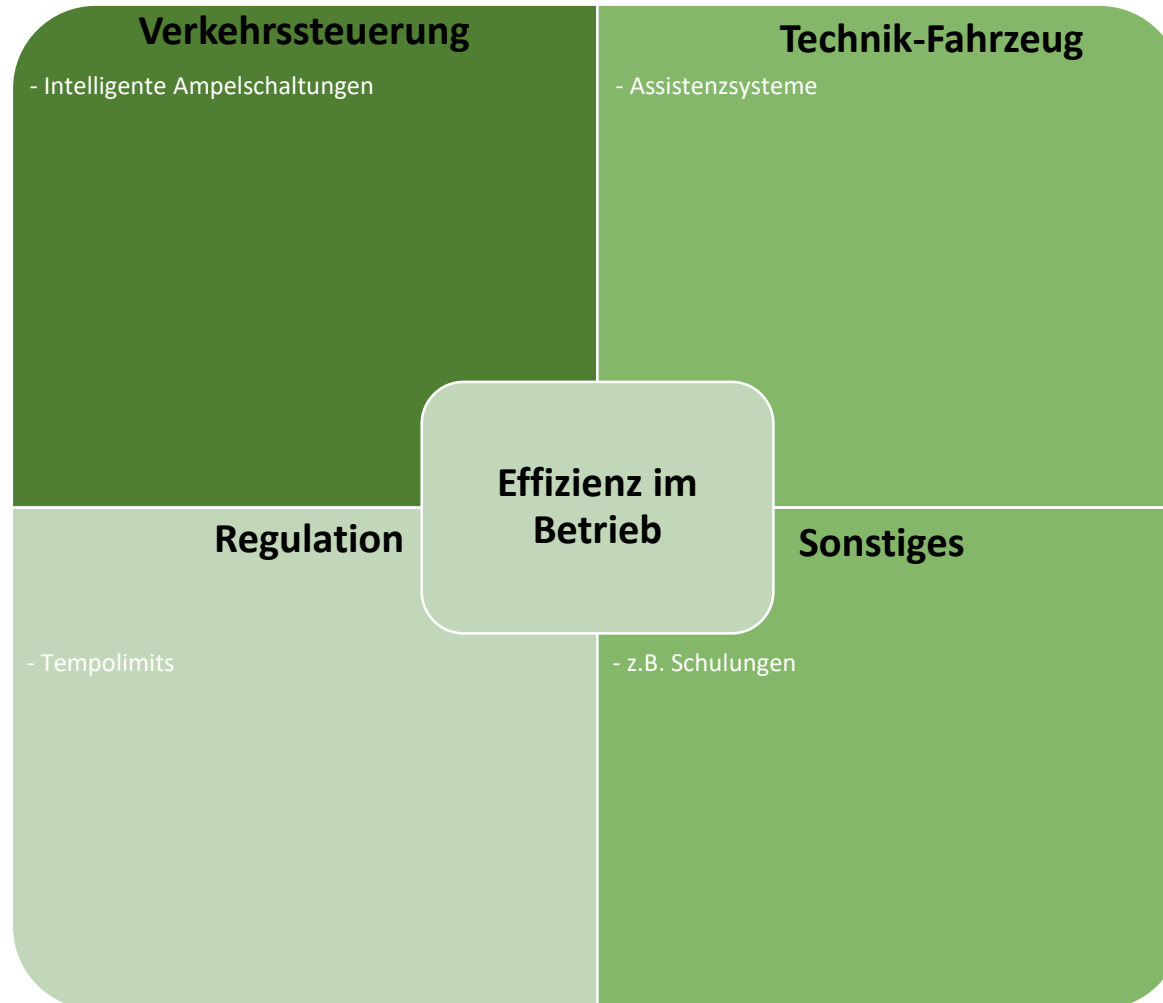 Verkehrssteuerung
- Intelligente Ampelschaltungen
Technik-Fahrzeug
- Assistenzsysteme
Effizienz im
Betrieb
Regulation
- Tempolimits
Sonstiges
- z.B. Schulungen